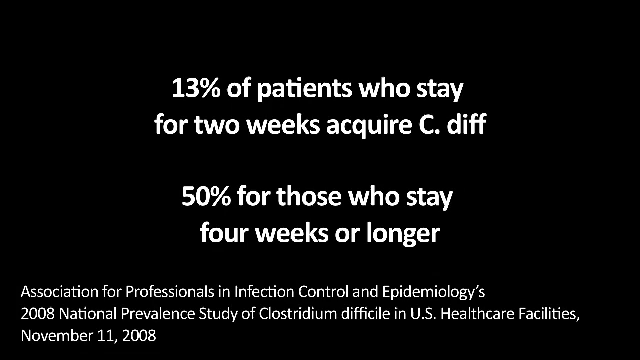 13% of patients who stay
for two weeks acquire C. diff
50% for those who stay
four weeks or longer
Association for Professionals in Infection Control and Epidemiology's
2008 National Prevalence Study of Clostridium difficile in U.S. Healthcare Facilities,
November 11, 2008